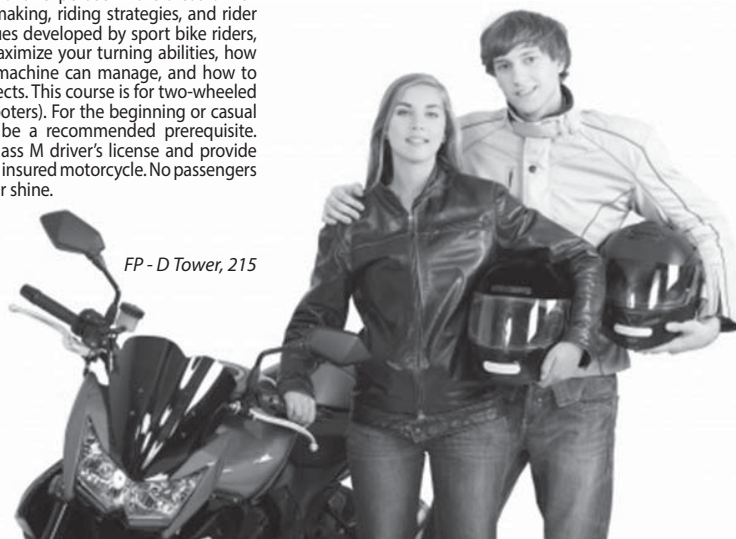 making, riding strategies, and rider
ues developed by sport bike riders,
aximize your turning abilities, how
machine can manage, and how to
ects. This course is for two-wheeled
oters). For the beginning or casual
be a recommended prerequisite.
ass M driver's license and provide
insured motorcycle. No passengers
r shine.
FP - D Tower, 215